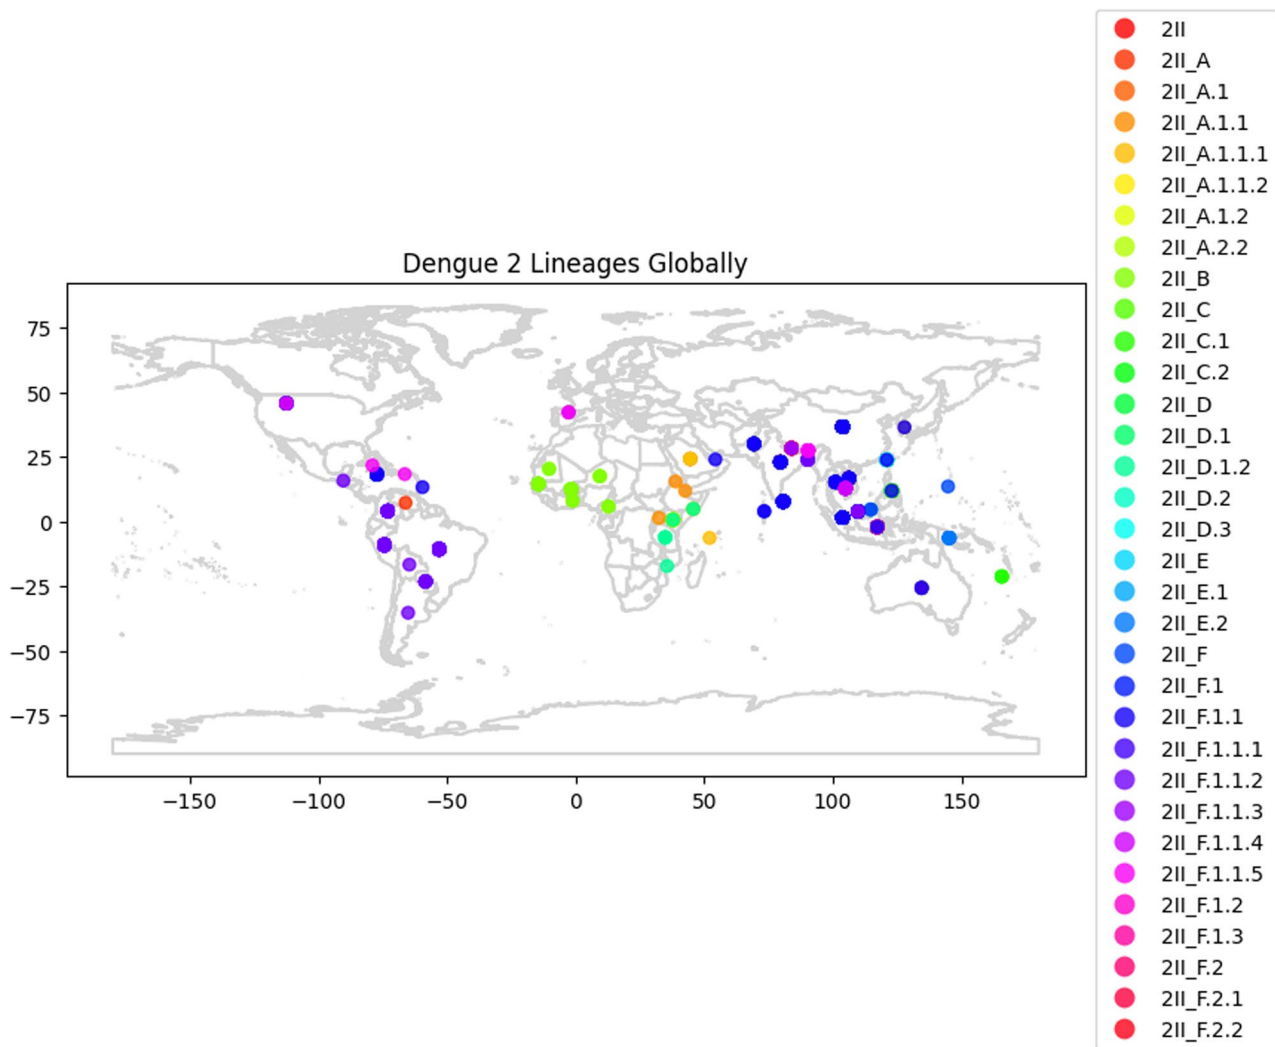 Dengue 2 Lineages Globally
75
50
25
0
−25
−50
−75
−150
−100
−50
0
50
100
150
2II
2II_A
2II_A.1
2II_A.1.1
2II_A.1.1.1
2II_A.1.1.2
2II_A.1.2
2II_A.2.2
2II_B
2II_C
2II_C.1
2II_C.2
2II_D
2II_D.1
2II_D.1.2
2II_D.2
2II_D.3
2II_E
2II_E.1
2II_E.2
2II_F
2II_F.1
2II_F.1.1
2II_F.1.1.1
2II_F.1.1.2
2II_F.1.1.3
2II_F.1.1.4
2II_F.1.1.5
2II_F.1.2
2II_F.1.3
2II_F.2
2II_F.2.1
2II_F.2.2